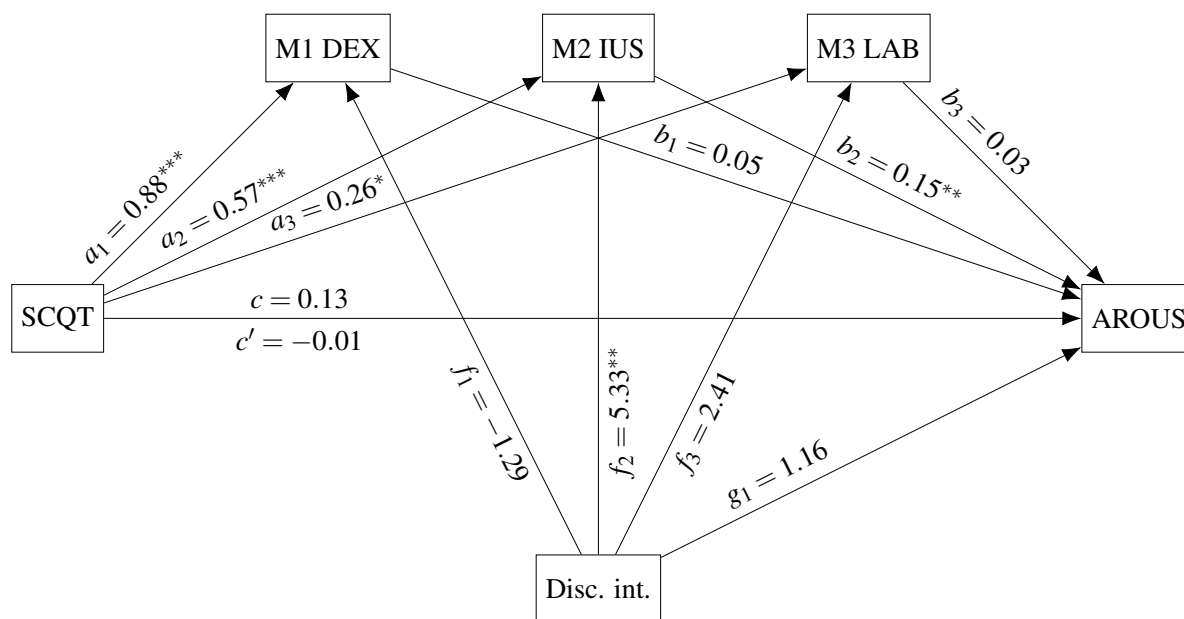 M1 DEX
M2 IUS
M3 LAB
a₁ = 0.88***
a₂ = 0.57***
a₃ = 0.26*
b₁ = 0.05
b₂ = 0.15**
b₃ = 0.03
SCQT
c = 0.13
c′ = −0.01
AROUS
f₁ = −1.29
f₂ = 5.33**
f₃ = 2.41
g₁ = 1.16
Disc. int.